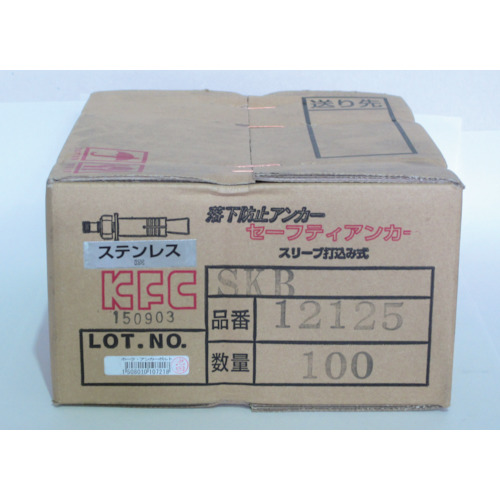 送り先
落下防止アンカー
セーフティアンカー
スリーブ打込み式
ステンレス
KFC
150903
LOT.NO.
SKB
品番 12125
数量 100